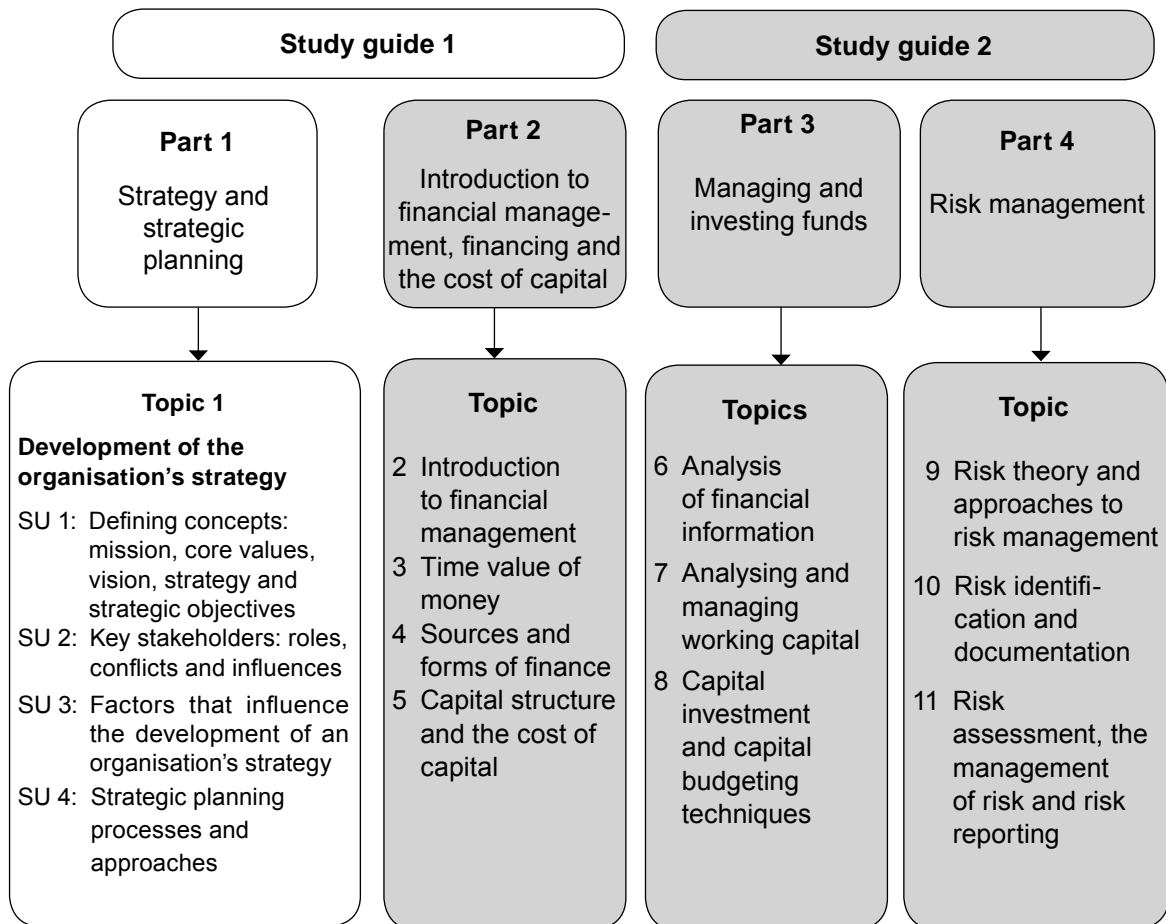 Study guide 1
Study guide 2
Part 1
Strategy and
strategic
planning
Part 2
Introduction to
financial manage-
ment, financing and
the cost of capital
Part 3
Managing and
investing funds
Part 4
Risk management
Topic 1
Development of the
organisation's strategy
SU 1: Defining concepts:
mission, core values,
vision, strategy and
strategic objectives
SU 2: Key stakeholders: roles,
conflicts and influences
SU 3: Factors that influence
the development of an
organisation's strategy
SU 4: Strategic planning
processes and
approaches
Topic
2 Introduction
to financial
management
3 Time value of
money
4 Sources and
forms of finance
5 Capital structure
and the cost of
capital
Topics
6 Analysis
of financial
information
7 Analysing and
managing
working capital
8 Capital
investment
and capital
budgeting
techniques
Topic
9 Risk theory and
approaches to
risk management
10 Risk identifi-
cation and
documentation
11 Risk
assessment, the
management
of risk and risk
reporting